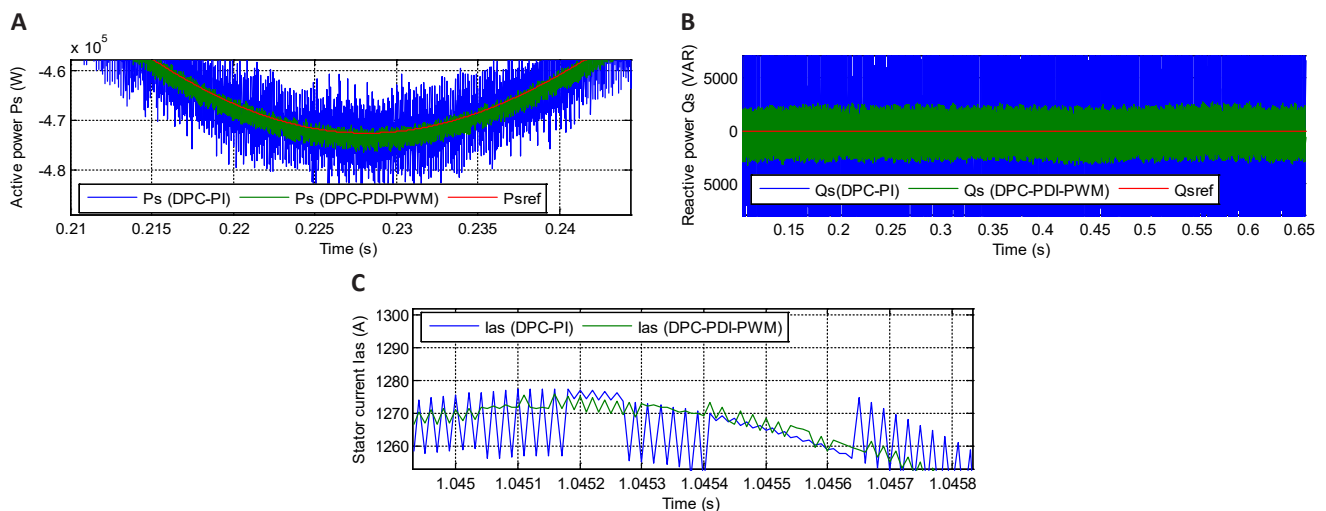 A
x 10^5
Active power Ps (W)
-4.6
-4.7
-4.8
Ps (DPC-PI) Ps (DPC-PDI-PWM) Psref
0.21 0.215 0.22 0.225 0.23 0.235 0.24
Time (s)
B
Reactive power Qs (VAR)
5000
0
5000
Qs(DPC-PI) Qs (DPC-PDI-PWM) Qsref
0.15 0.2 0.25 0.3 0.35 0.4 0.45 0.5 0.55 0.6 0.65
Time (s)
C
Stator current Ias (A)
1300
1290
1280
1270
1260
Ias (DPC-PI) Ias (DPC-PDI-PWM)
1.045 1.0451 1.0452 1.0453 1.0454 1.0455 1.0456 1.0457 1.0458
Time (s)